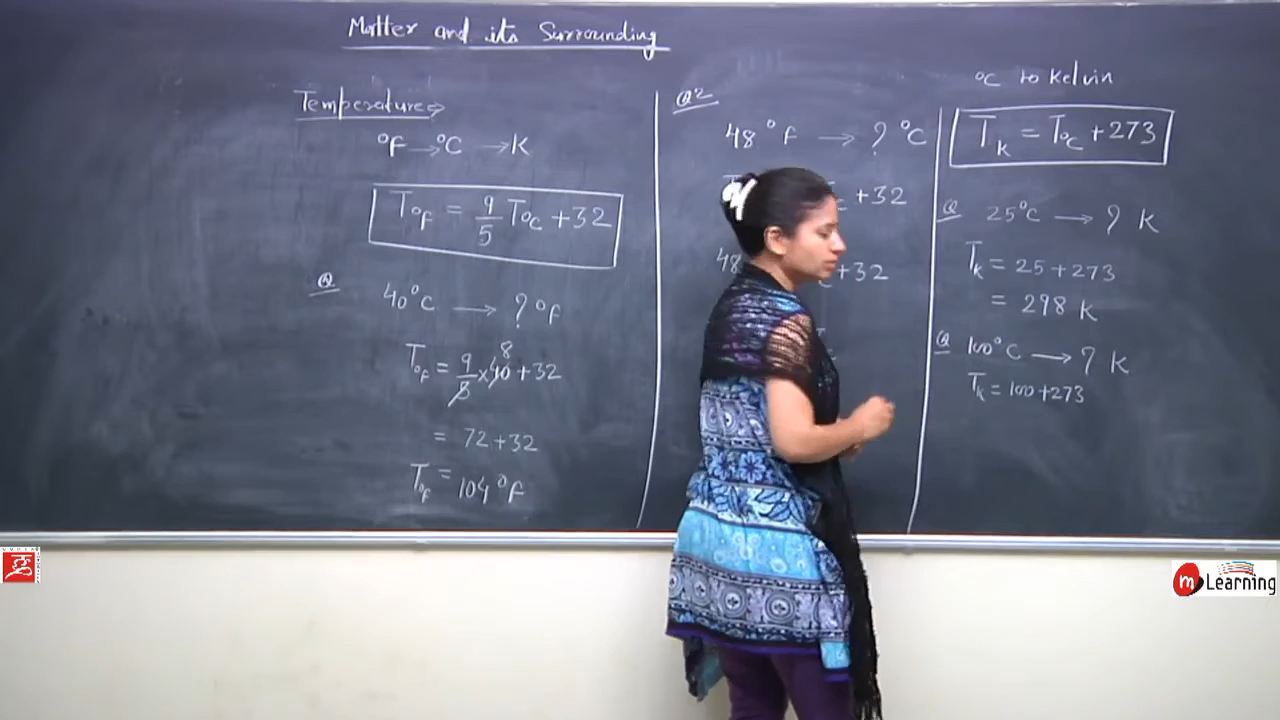 Matter and its Surrounding
Temperature →
°F → °C → K
T°F = 9/5 T°C + 32
Q
40°C → ? °F
T°F = 9/5 × 40 + 32
8
= 72 + 32
T°F = 104°F
Q2
48°F → ? °C
+ 32
48
+ 32
°C to Kelvin
TK = T°C + 273
Q 25°C → ? K
TK = 25 + 273
= 298 K
Q 100°C → ? K
TK = 100 + 273
m Learning